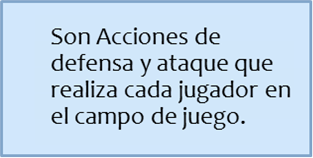 Son Acciones de
defensa y ataque que
realiza cada jugador en
el campo de juego.